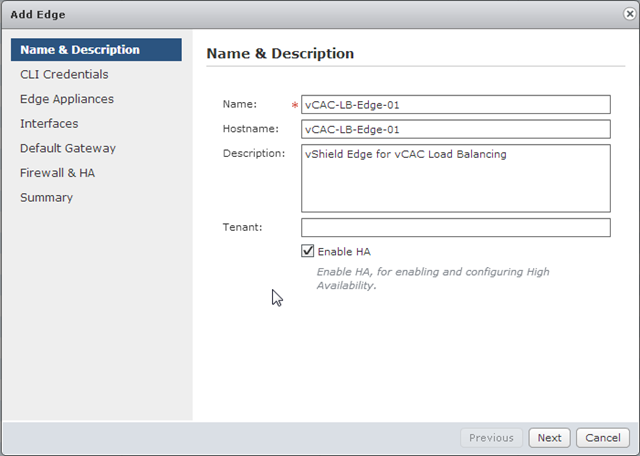 Add Edge
Name & Description
CLI Credentials
Edge Appliances
Interfaces
Default Gateway
Firewall & HA
Summary
Name & Description
Name: * vCAC-LB-Edge-01
Hostname: vCAC-LB-Edge-01
Description: vShield Edge for vCAC Load Balancing
Tenant:
Enable HA
Enable HA, for enabling and configuring High
Availability.
Previous Next Cancel